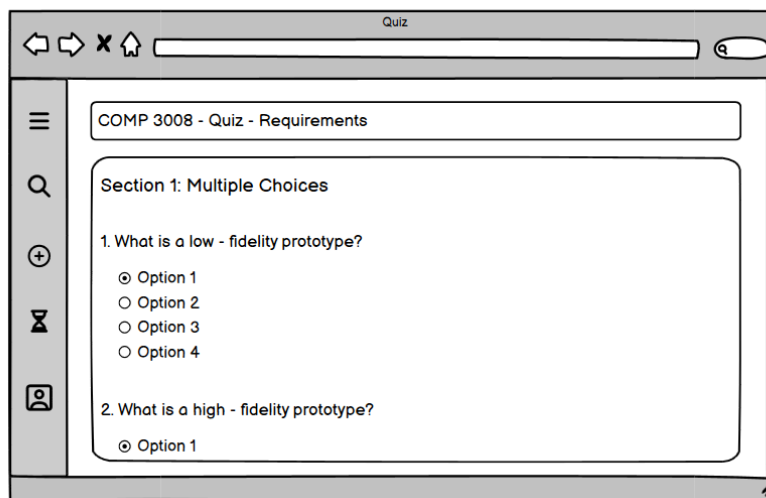 Quiz
COMP 3008 - Quiz - Requirements
Section 1: Multiple Choices
1. What is a low - fidelity prototype?
Option 1
Option 2
Option 3
Option 4
2. What is a high - fidelity prototype?
Option 1